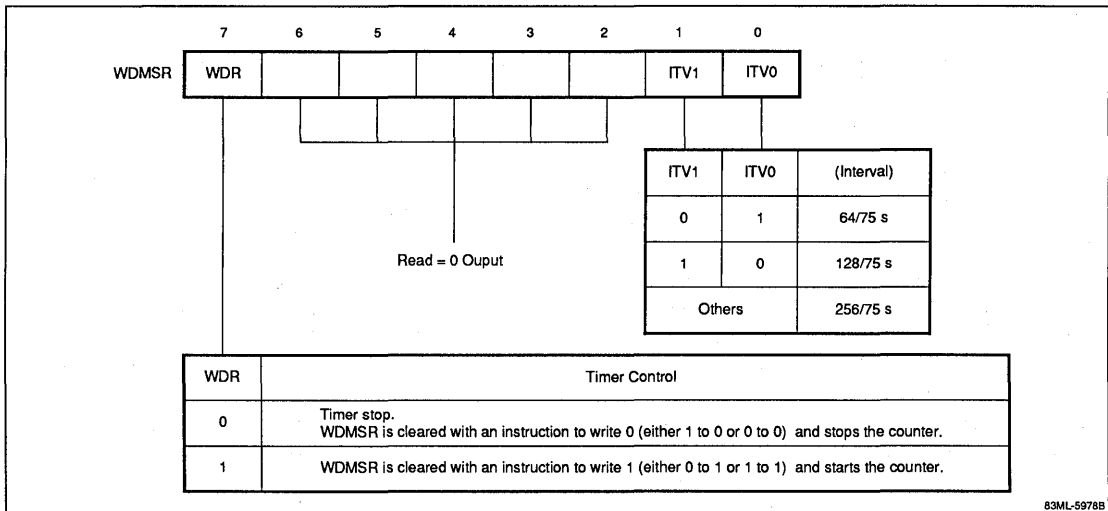 7 6 5 4 3 2 1 0
WDMSR WDR ITV1 ITV0
ITV1 ITV0 (Interval)
0 1 64/75 s
1 0 128/75 s
Others 256/75 s
Read = 0 Ouput
WDR Timer Control
0 Timer stop.
WDMSR is cleared with an instruction to write 0 (either 1 to 0 or 0 to 0) and stops the counter.
1 WDMSR is cleared with an instruction to write 1 (either 0 to 1 or 1 to 1) and starts the counter.
83ML-5978B